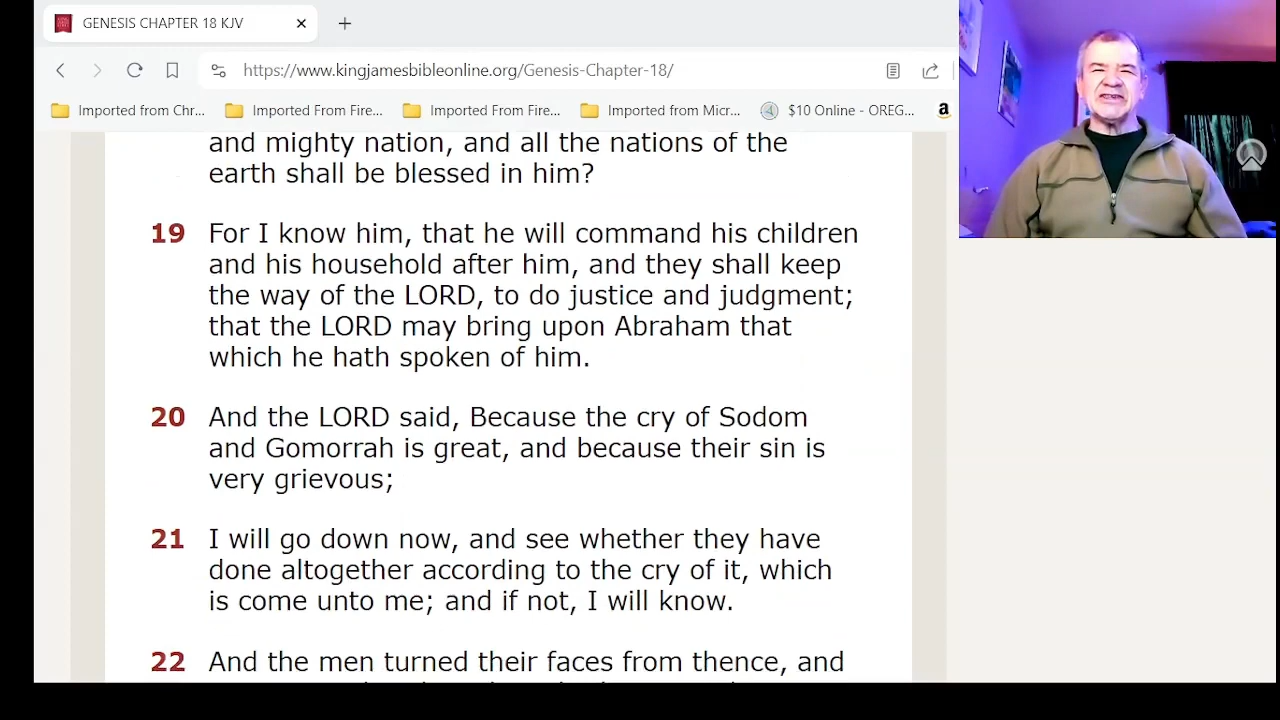 GENESIS CHAPTER 18 KJV
https://www.kingjamesbibleonline.org/Genesis-Chapter-18/
Imported from Chr... Imported From Fire... Imported From Fire... Imported from Micr... $10 Online - OREG... a
and mighty nation, and all the nations of the
earth shall be blessed in him?
19 For I know him, that he will command his children
and his household after him, and they shall keep
the way of the LORD, to do justice and judgment;
that the LORD may bring upon Abraham that
which he hath spoken of him.
20 And the LORD said, Because the cry of Sodom
and Gomorrah is great, and because their sin is
very grievous;
21 I will go down now, and see whether they have
done altogether according to the cry of it, which
is come unto me; and if not, I will know.
22 And the men turned their faces from thence, and